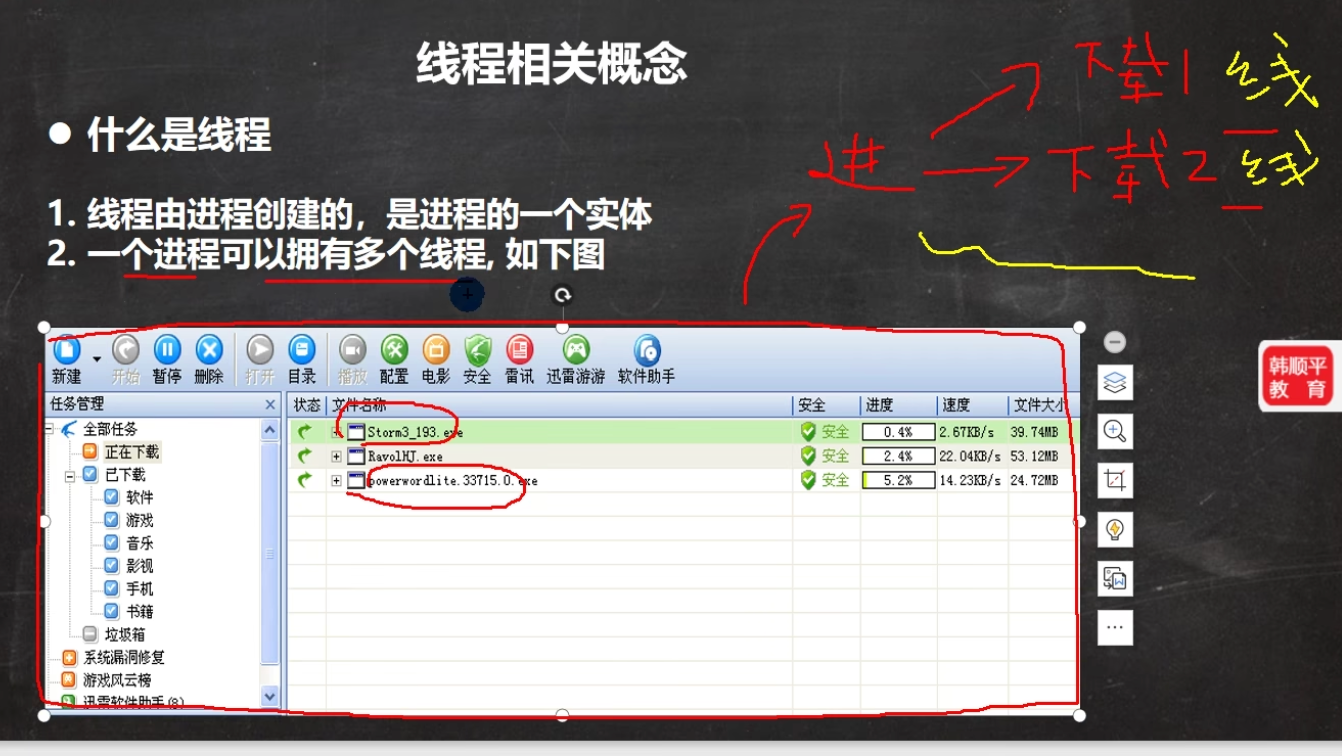 线程相关概念
下载1 线
● 什么是线程
进
下载2 线
1. 线程由进程创建的，是进程的一个实体
2. 一个进程可以拥有多个线程, 如下图
新建 开始 暂停 删除 打开 目录 播放 配置 电影 安全 雷讯 迅雷游游 软件助手
任务管理
状态 文件名称 安全 进度 速度 文件大小
全部任务
正在下载
已下载
软件
游戏
音乐
影视
手机
书籍
垃圾箱
系统漏洞修复
游戏风云榜
迅雷软件助手(8)
Storm3_193.exe 安全 0.4% 2.67KB/s 39.74MB
RavolHJ.exe 安全 2.4% 22.04KB/s 53.12MB
powerwordlite.33715.0.exe 安全 5.2% 14.23KB/s 24.72MB
韩顺平
教 育